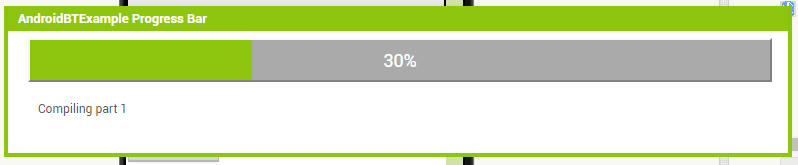 AndroidBTExample Progress Bar
30%
Compiling part 1